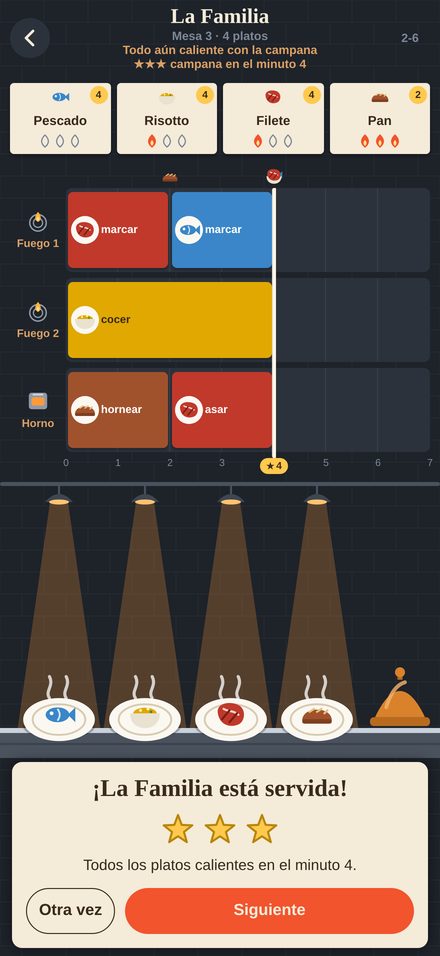 La Familia
Mesa 3 · 4 platos
2-6
Todo aún caliente con la campana
★★★ campana en el minuto 4
4
4
4
2
Pescado
Risotto
Filete
Pan
marcar
marcar
Fuego 1
cocer
Fuego 2
hornear
asar
Horno
0 1 2 3 ★4 5 6 7
¡La Familia está servida!
Todos los platos calientes en el minuto 4.
Otra vez
Siguiente